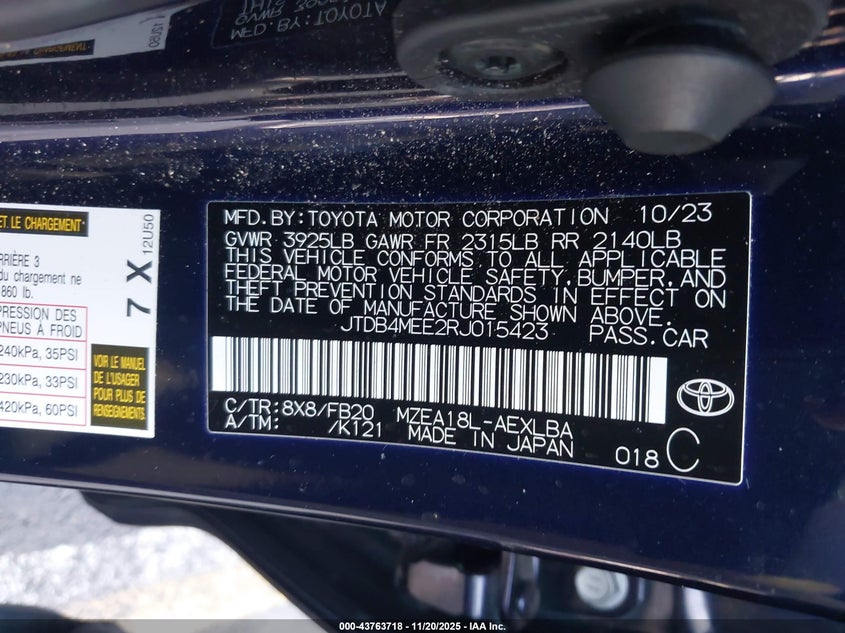 ET. LE CHARGEMENT
RRIÈRE 3
du chargement ne
860 lb.
PRESSION DES
PNEUS À FROID
240kPa, 35PSI
230kPa, 33PSI
420kPa, 60PSI
7 X
12U50
VOIR LE MANUEL
DE L'USAGER
POUR PLUS DE
RENSEIGNEMENTS
MFD.BY:TOYOTA MOTOR CORPORATION 10/23
GVWR 3925LB GAWR FR 2315LB RR 2140LB
THIS VEHICLE CONFORMS TO ALL APPLICABLE
FEDERAL MOTOR VEHICLE SAFETY,BUMPER,AND
THEFT PREVENTION STANDARDS IN EFFECT ON
THE DATE OF MANUFACTURE SHOWN ABOVE.
JTDB4MEE2RJ015423 PASS.CAR
C/TR:8X8/FB20 MZEA18L-AEXLBA
A/TM: /K121 MADE IN JAPAN
018 C
000-43763718 - 11/20/2025 - IAA Inc.